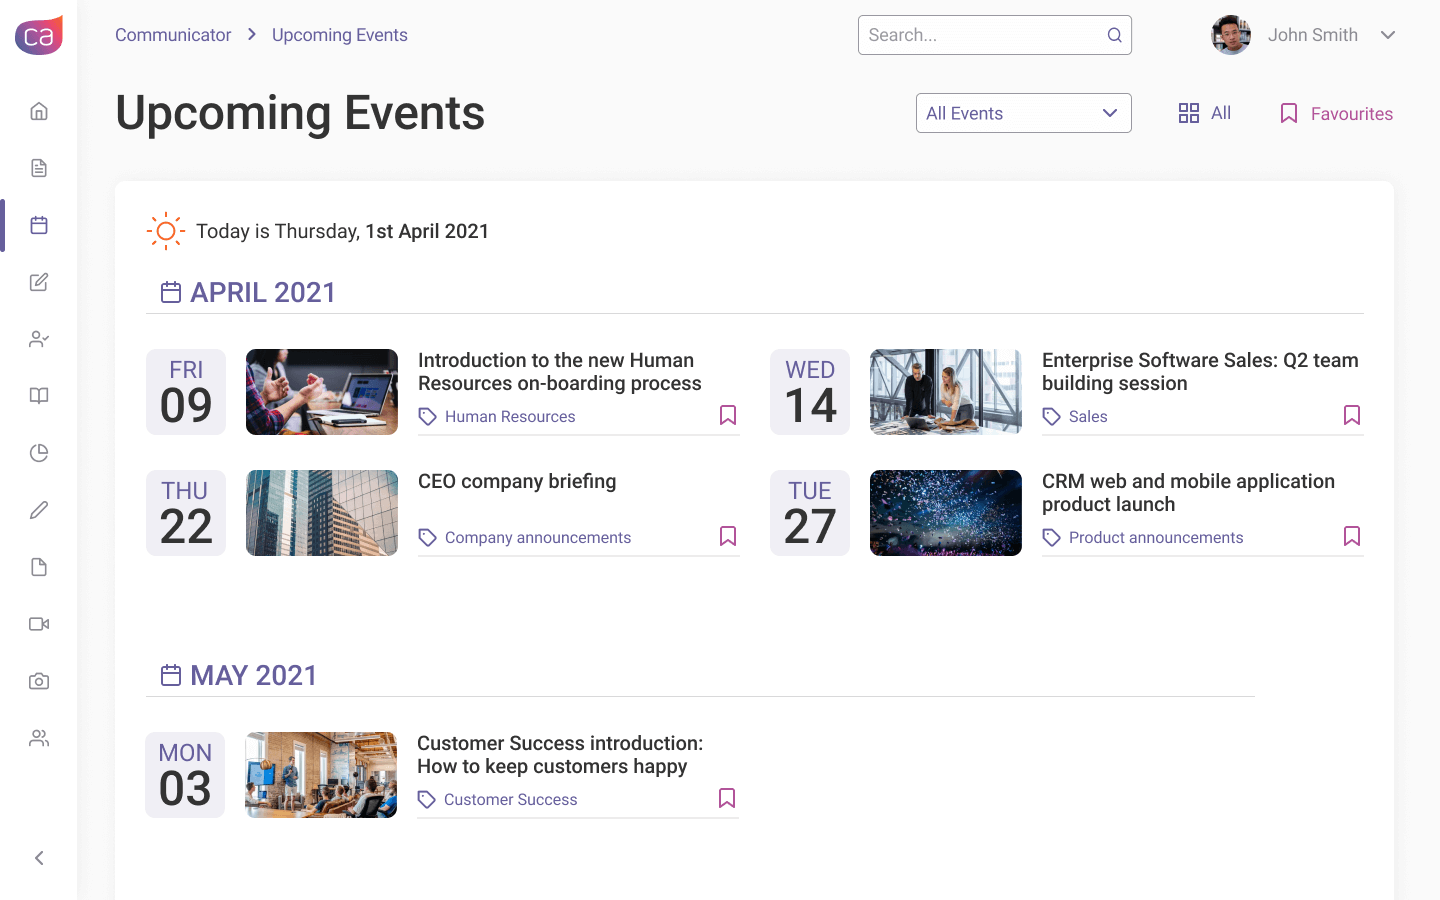 ca
Communicator
Upcoming Events
Search...
John Smith
Upcoming Events
All Events
All
Favourites
Today is Thursday, 1st April 2021
APRIL 2021
FRI
09
Introduction to the new Human
Resources on-boarding process
Human Resources
WED
14
Enterprise Software Sales: Q2 team
building session
Sales
THU
22
CEO company briefing
Company announcements
TUE
27
CRM web and mobile application
product launch
Product announcements
MAY 2021
MON
03
Customer Success introduction:
How to keep customers happy
Customer Success